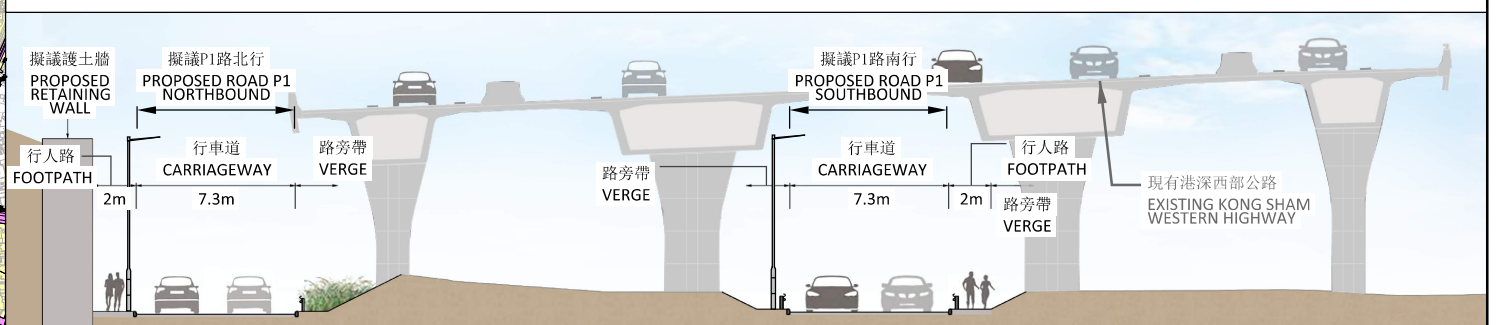 擬議護土牆
PROPOSED
RETAINING
WALL
擬議P1路北行
PROPOSED ROAD P1
NORTHBOUND
擬議P1路南行
PROPOSED ROAD P1
SOUTHBOUND
行人路
FOOTPATH
行車道
CARRIAGEWAY
路旁帶
VERGE
2m
7.3m
路旁帶
VERGE
行車道
CARRIAGEWAY
行人路
FOOTPATH
7.3m
2m
路旁帶
VERGE
現有港深西部公路
EXISTING KONG SHAM
WESTERN HIGHWAY